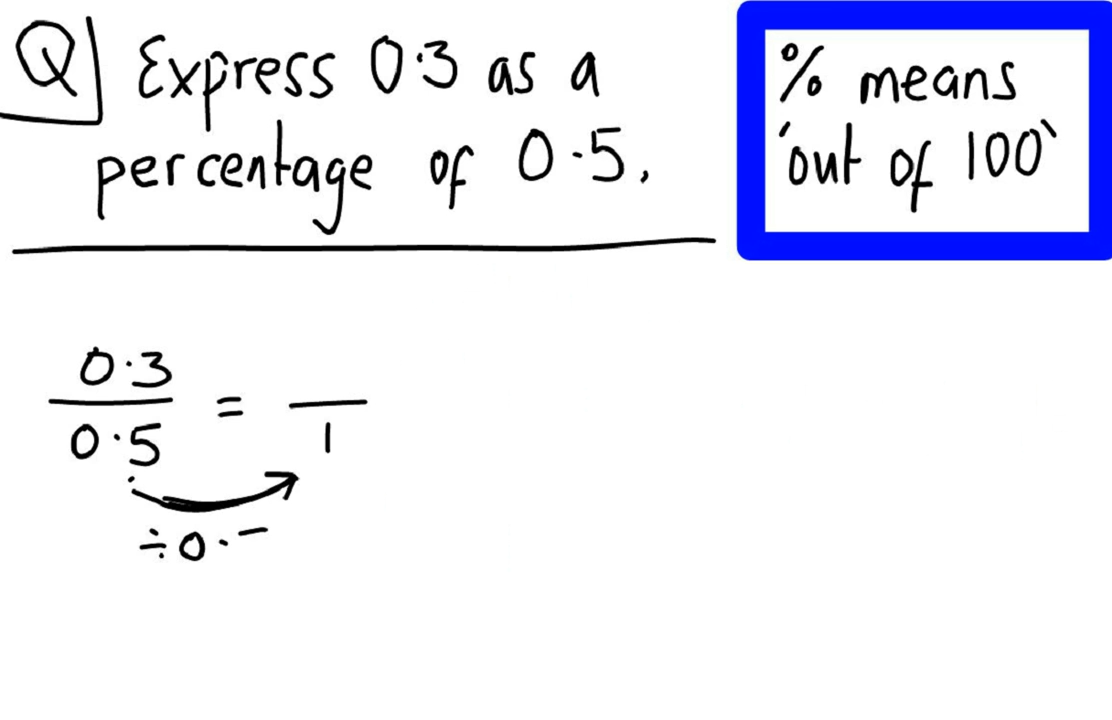 Q Express 0·3 as a
percentage of 0·5.
% means
'out of 100'
0·3
0·5
=
1
÷0·